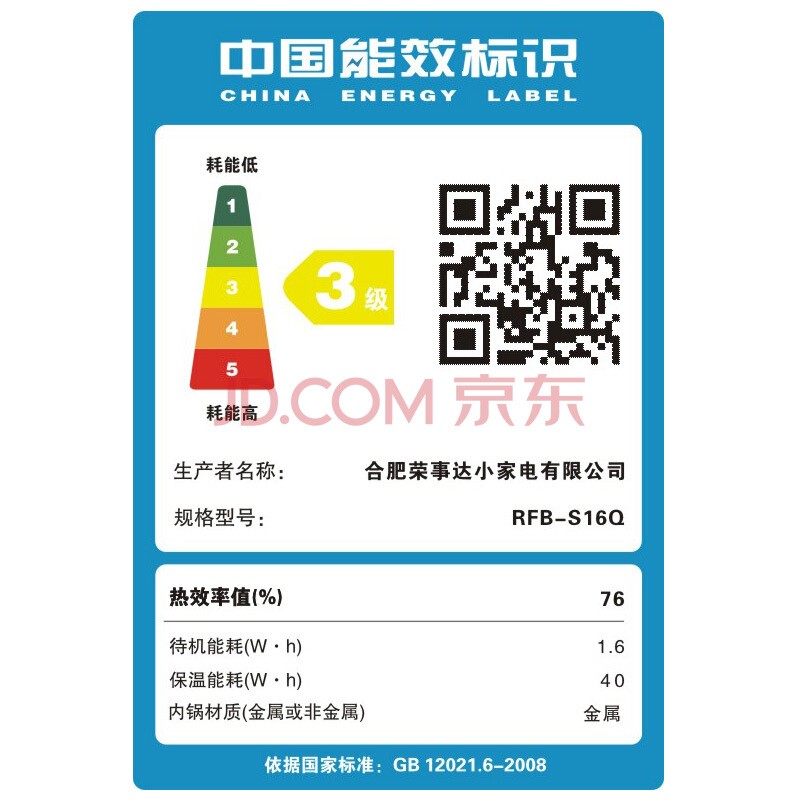 中国能效标识
CHINA ENERGY LABEL
耗能低
1
2
3
4
5
3级
耗能高
JD.COM 京东
生产者名称： 合肥荣事达小家电有限公司
规格型号： RFB-S16Q
热效率值(%) 76
待机能耗(W·h) 1.6
保温能耗(W·h) 40
内锅材质(金属或非金属) 金属
依据国家标准：GB 12021.6-2008